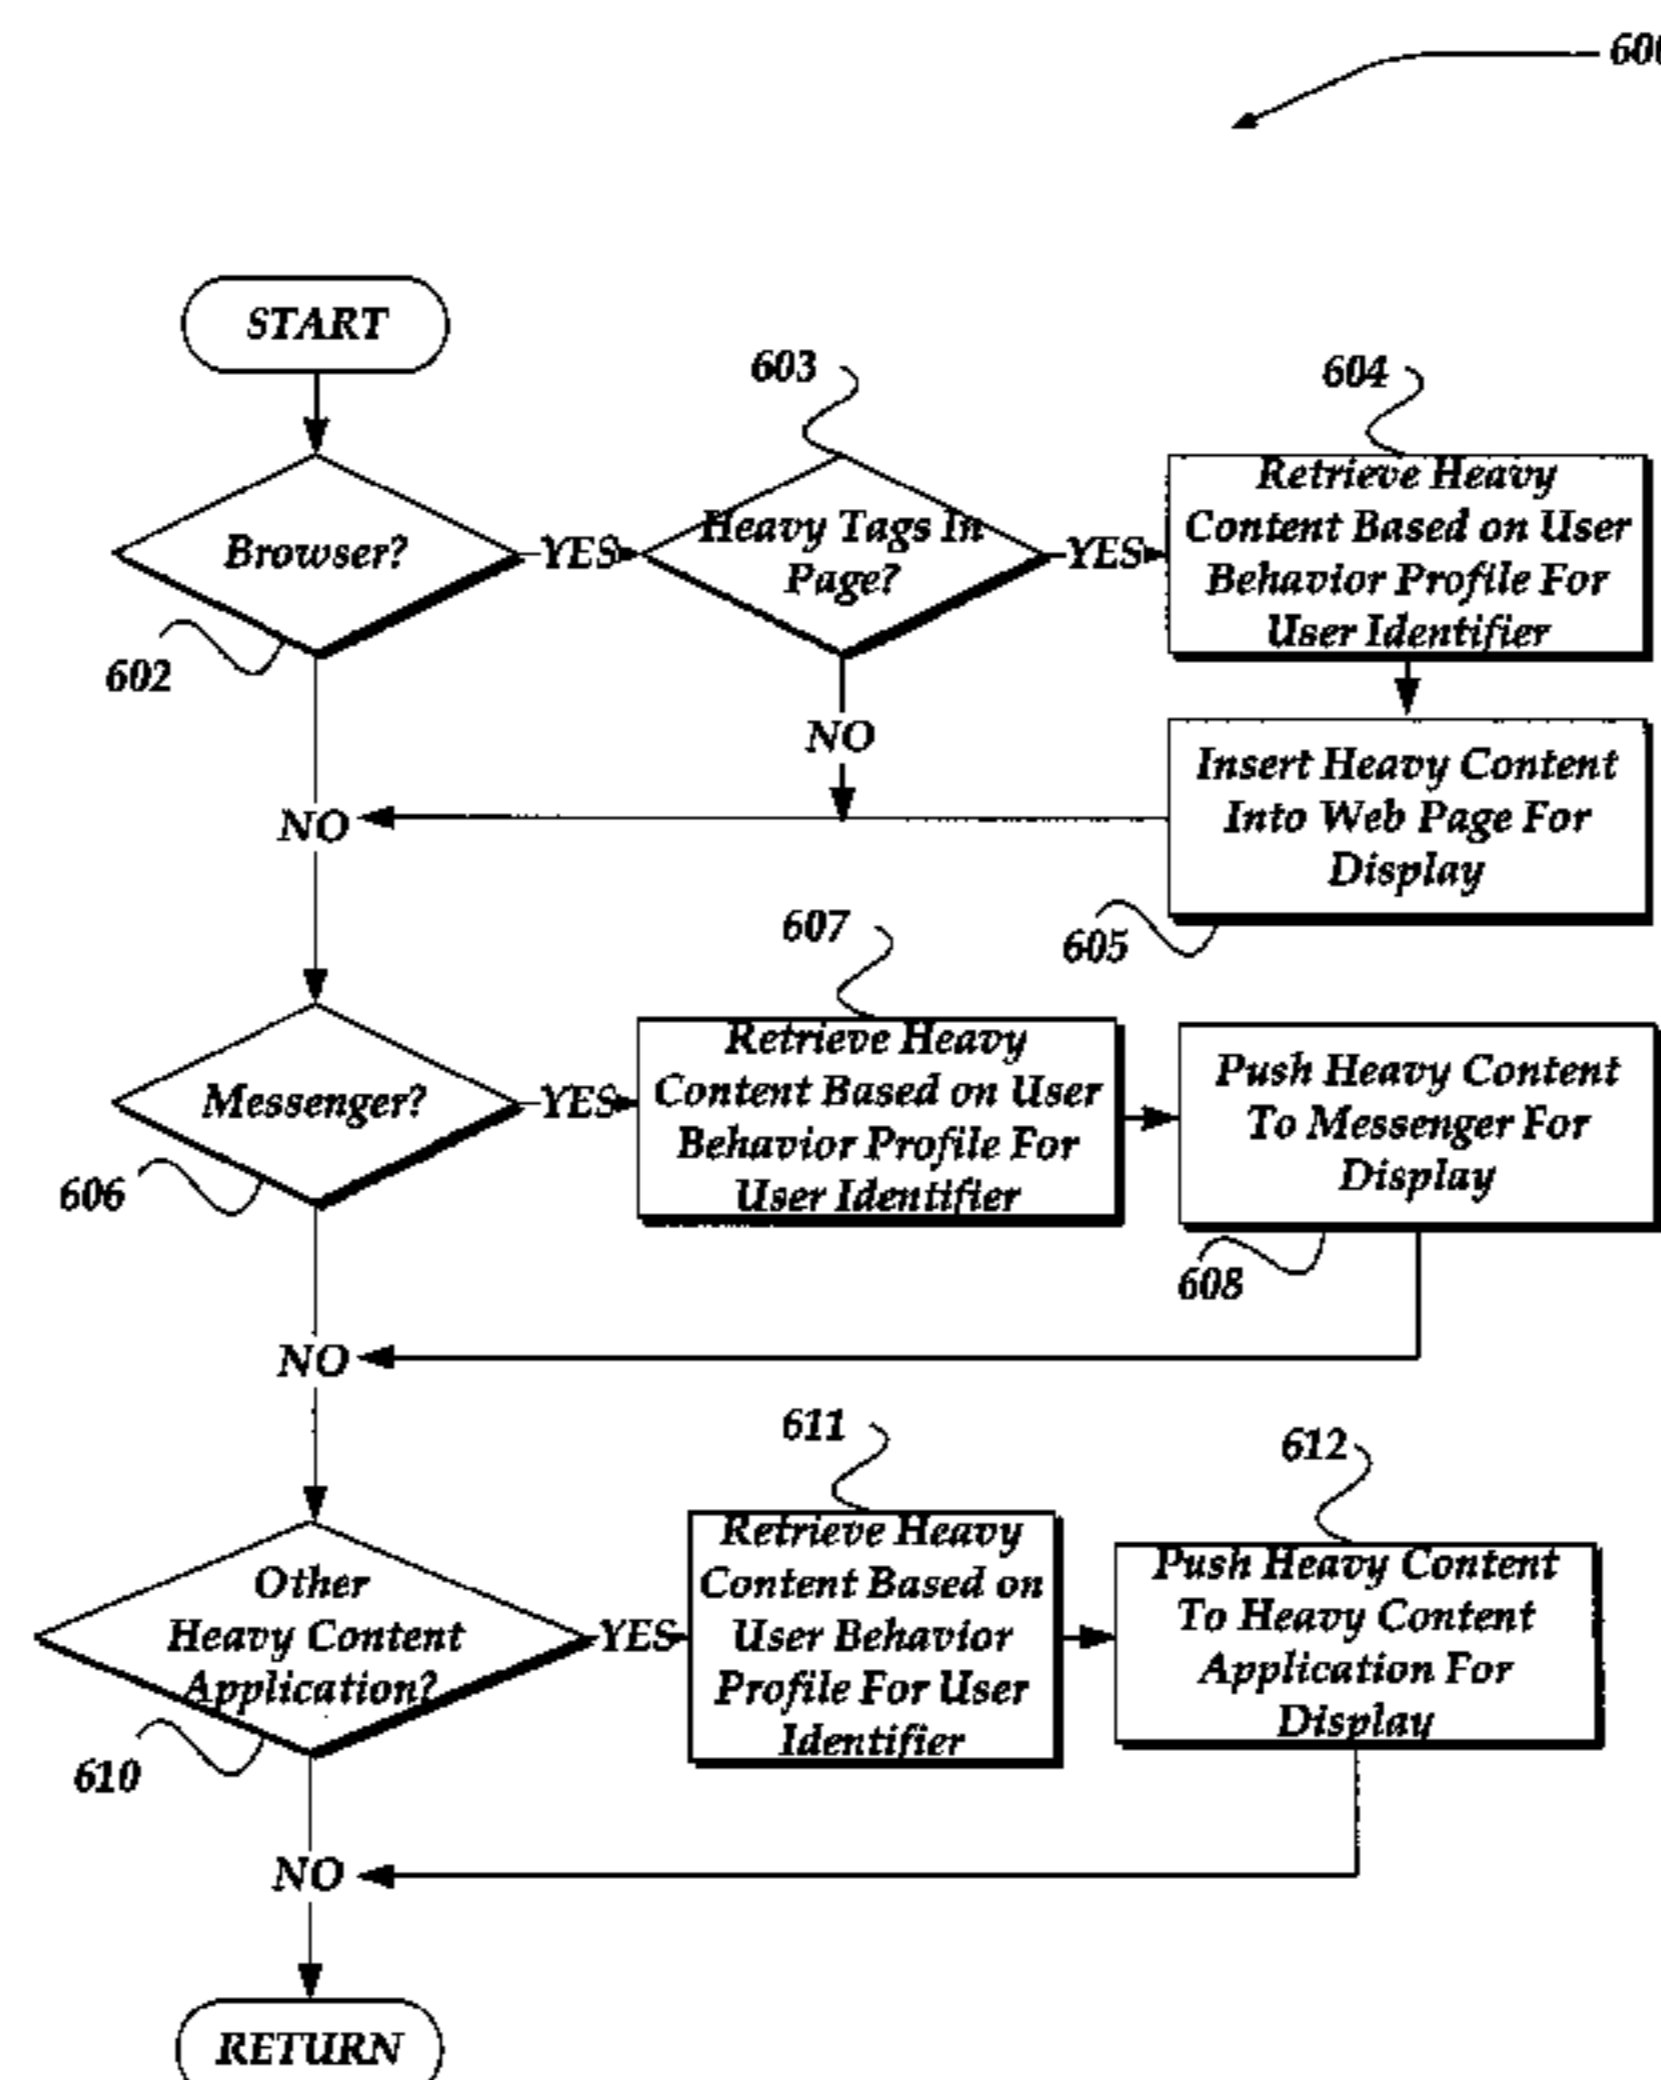 600
START
603
604
Browser?
YES
Heavy Tags In
Page?
YES
Retrieve Heavy
Content Based on User
Behavior Profile For
User Identifier
602
NO
Insert Heavy Content
Into Web Page For
Display
NO
605
607
Messenger?
YES
Retrieve Heavy
Content Based on User
Behavior Profile For
User Identifier
Push Heavy Content
To Messenger For
Display
606
608
NO
611
612
Other
Heavy Content
Application?
YES
Retrieve Heavy
Content Based on
User Behavior
Profile For User
Identifier
Push Heavy Content
To Heavy Content
Application For
Display
610
NO
RETURN